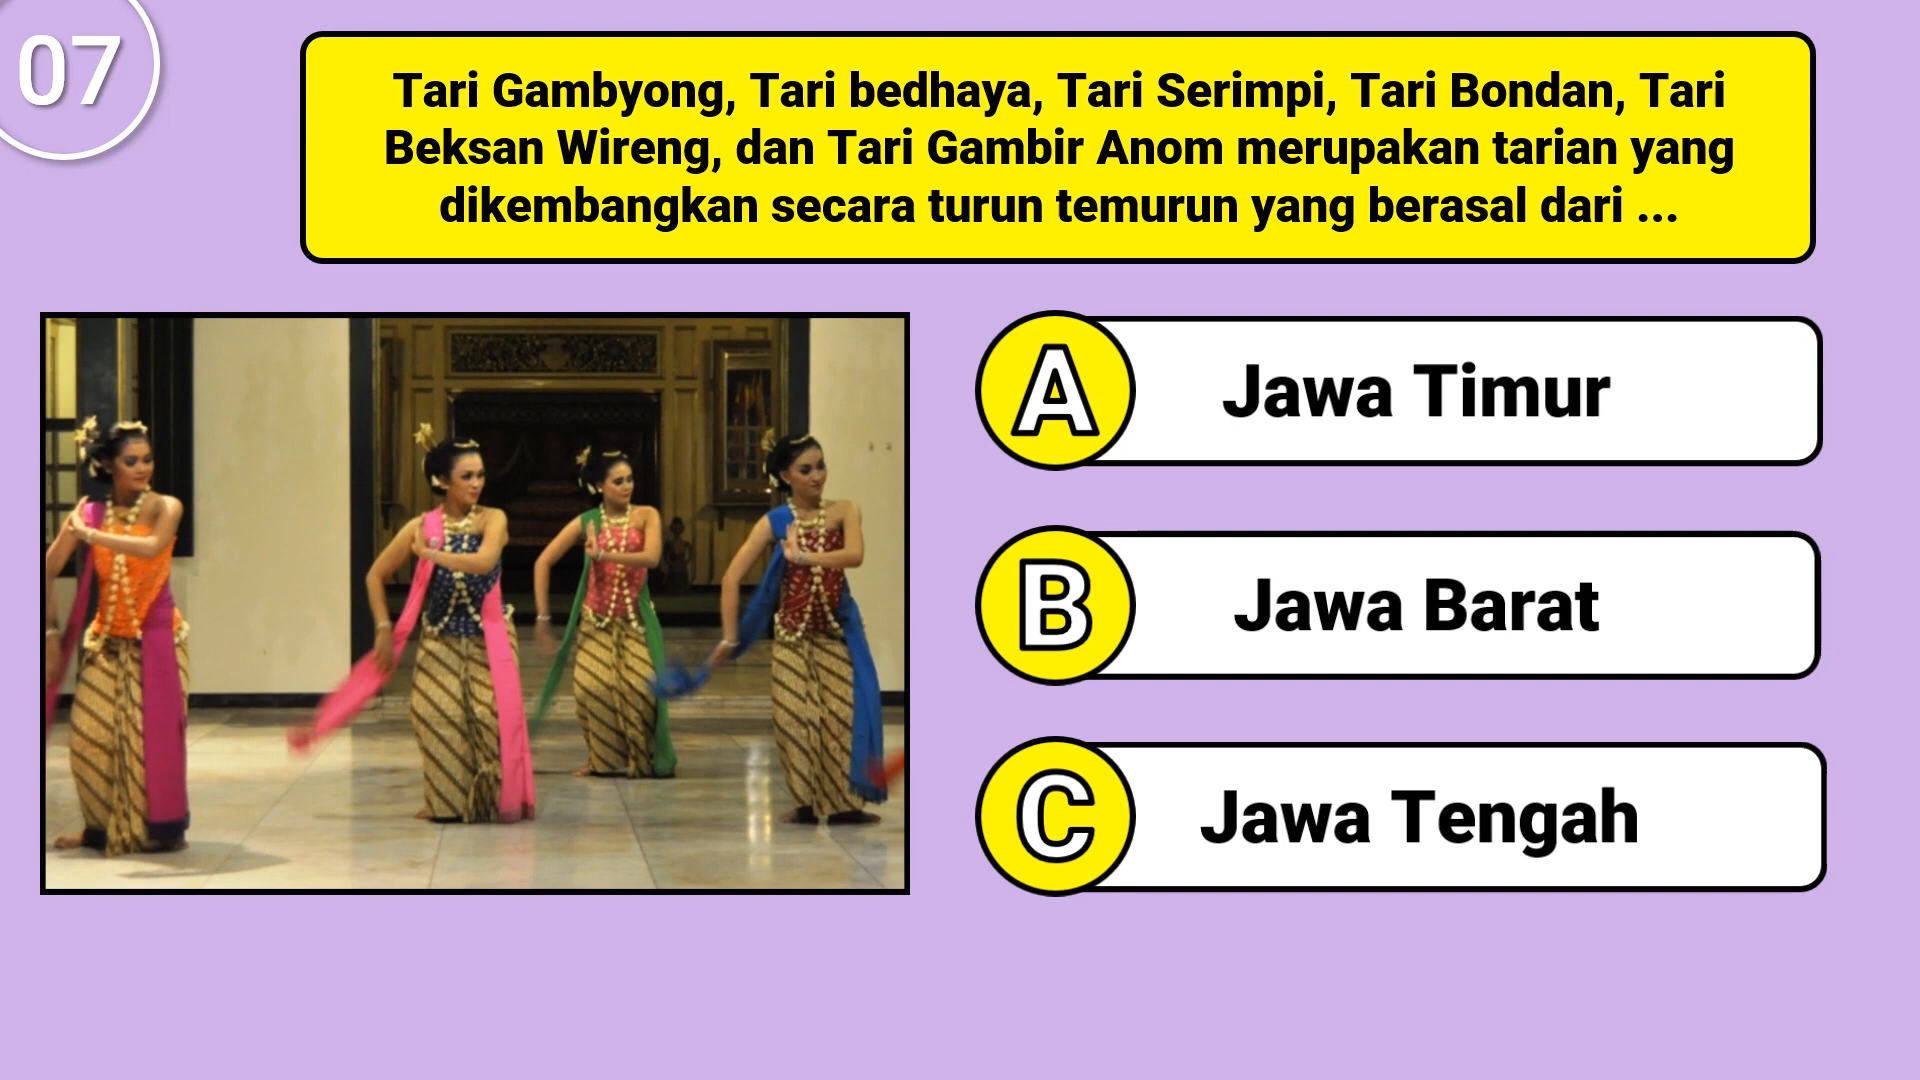 07
Tari Gambyong, Tari bedhaya, Tari Serimpi, Tari Bondan, Tari
Beksan Wireng, dan Tari Gambir Anom merupakan tarian yang
dikembangkan secara turun temurun yang berasal dari ...
A Jawa Timur
B Jawa Barat
C Jawa Tengah